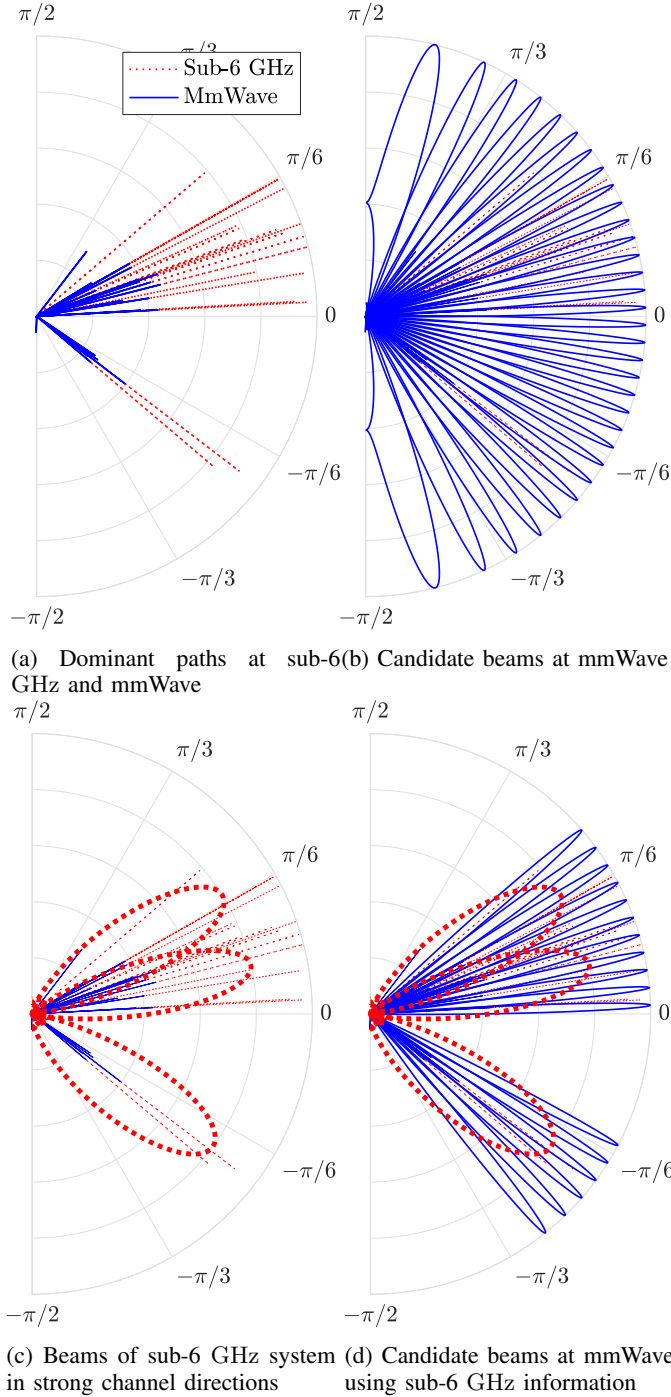 π/2
π/2
π/3
π/3
Sub-6 GHz
MmWave
π/6
π/6
0
0
−π/6
−π/6
−π/3
−π/3
−π/2
−π/2
(a) Dominant paths at sub-6
GHz and mmWave
(b) Candidate beams at mmWave
π/2
π/2
π/3
π/3
π/6
π/6
0
0
−π/6
−π/6
−π/3
−π/3
−π/2
−π/2
(c) Beams of sub-6 GHz system
in strong channel directions
(d) Candidate beams at mmWave
using sub-6 GHz information